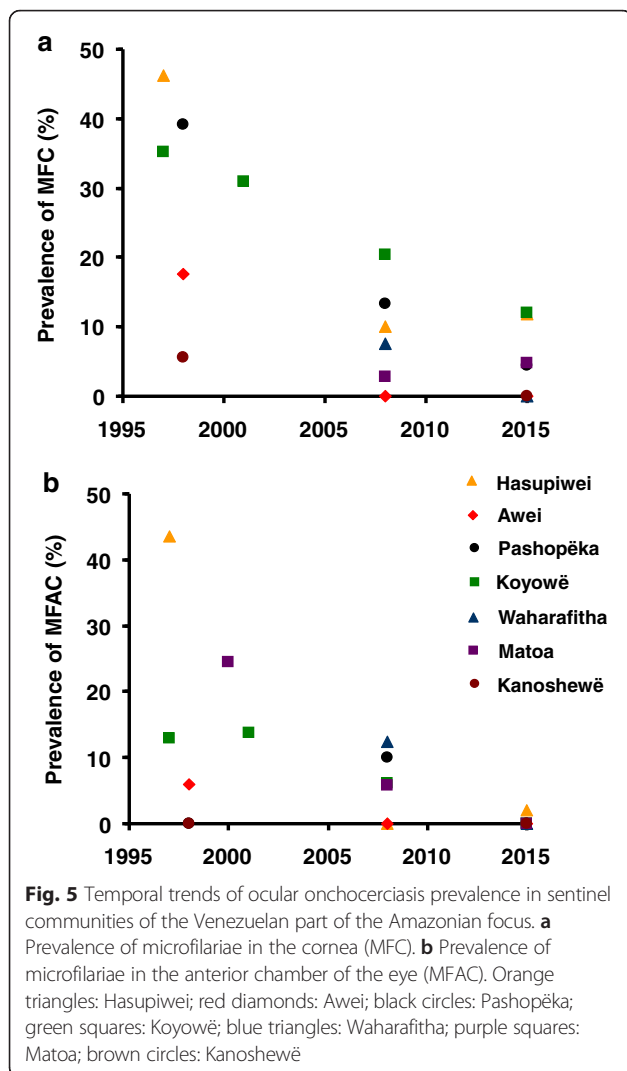 a
50
40
30
20
10
0
Prevalence of MFC (%)
1995 2000 2005 2010 2015
b
50
40
30
20
10
0
Prevalence of MFAC (%)
1995 2000 2005 2010 2015
Hasupiwei
Awei
Pashopëka
Koyowë
Waharafitha
Matoa
Kanoshewë
Fig. 5 Temporal trends of ocular onchocerciasis prevalence in sentinel
communities of the Venezuelan part of the Amazonian focus. a
Prevalence of microfilariae in the cornea (MFC). b Prevalence of
microfilariae in the anterior chamber of the eye (MFAC). Orange
triangles: Hasupiwei; red diamonds: Awei; black circles: Pashopëka;
green squares: Koyowë; blue triangles: Waharafitha; purple squares:
Matoa; brown circles: Kanoshewë